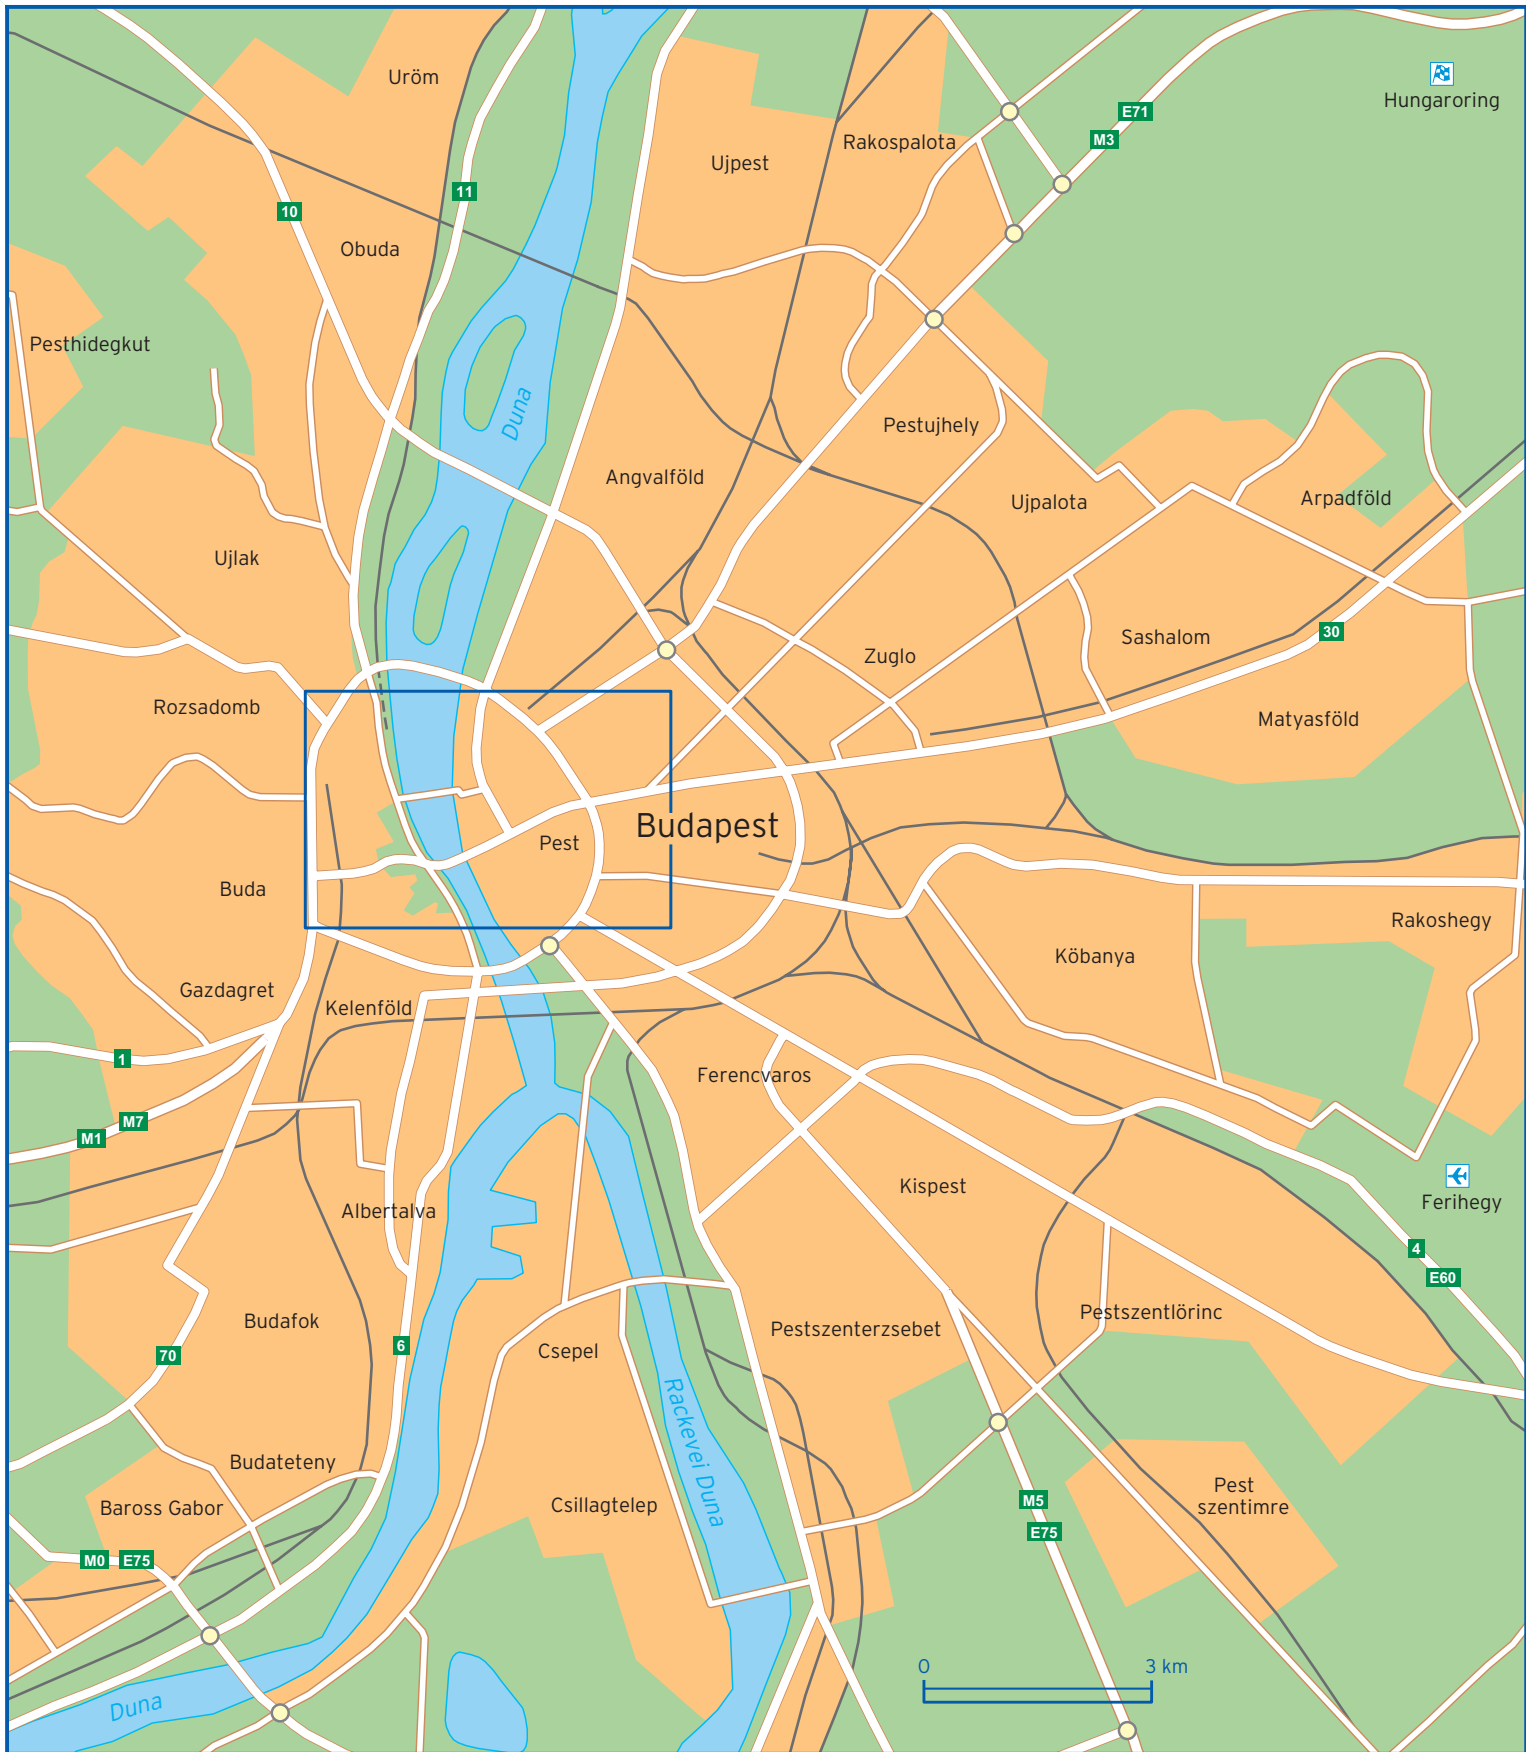 D
Uröm
Hungaroring
E71
M3
Rakospalota
Ujpest
11
10
Obuda
Pesthidegkut
Duna
Pestujhely
Angvalföld
Ujpalota
Arpadföld
Ujlak
30
Sashalom
Zuglo
Rozsadomb
Matyasföld
Budapest
Pest
Buda
Rakoshegy
Köbanya
Gazdagret
Kelenföld
1
Ferencvaros
M7
M1
Kispest
Ferihegy
Albertalva
4
E60
Pestszentlörinc
Budafok
Pestszenterzsebet
6
Csepel
70
Rackevei Duna
Budateteny
Pest
szentimre
Baross Gabor
Csillagtelep
M5
E75
M0
E75
0
3 km
Duna